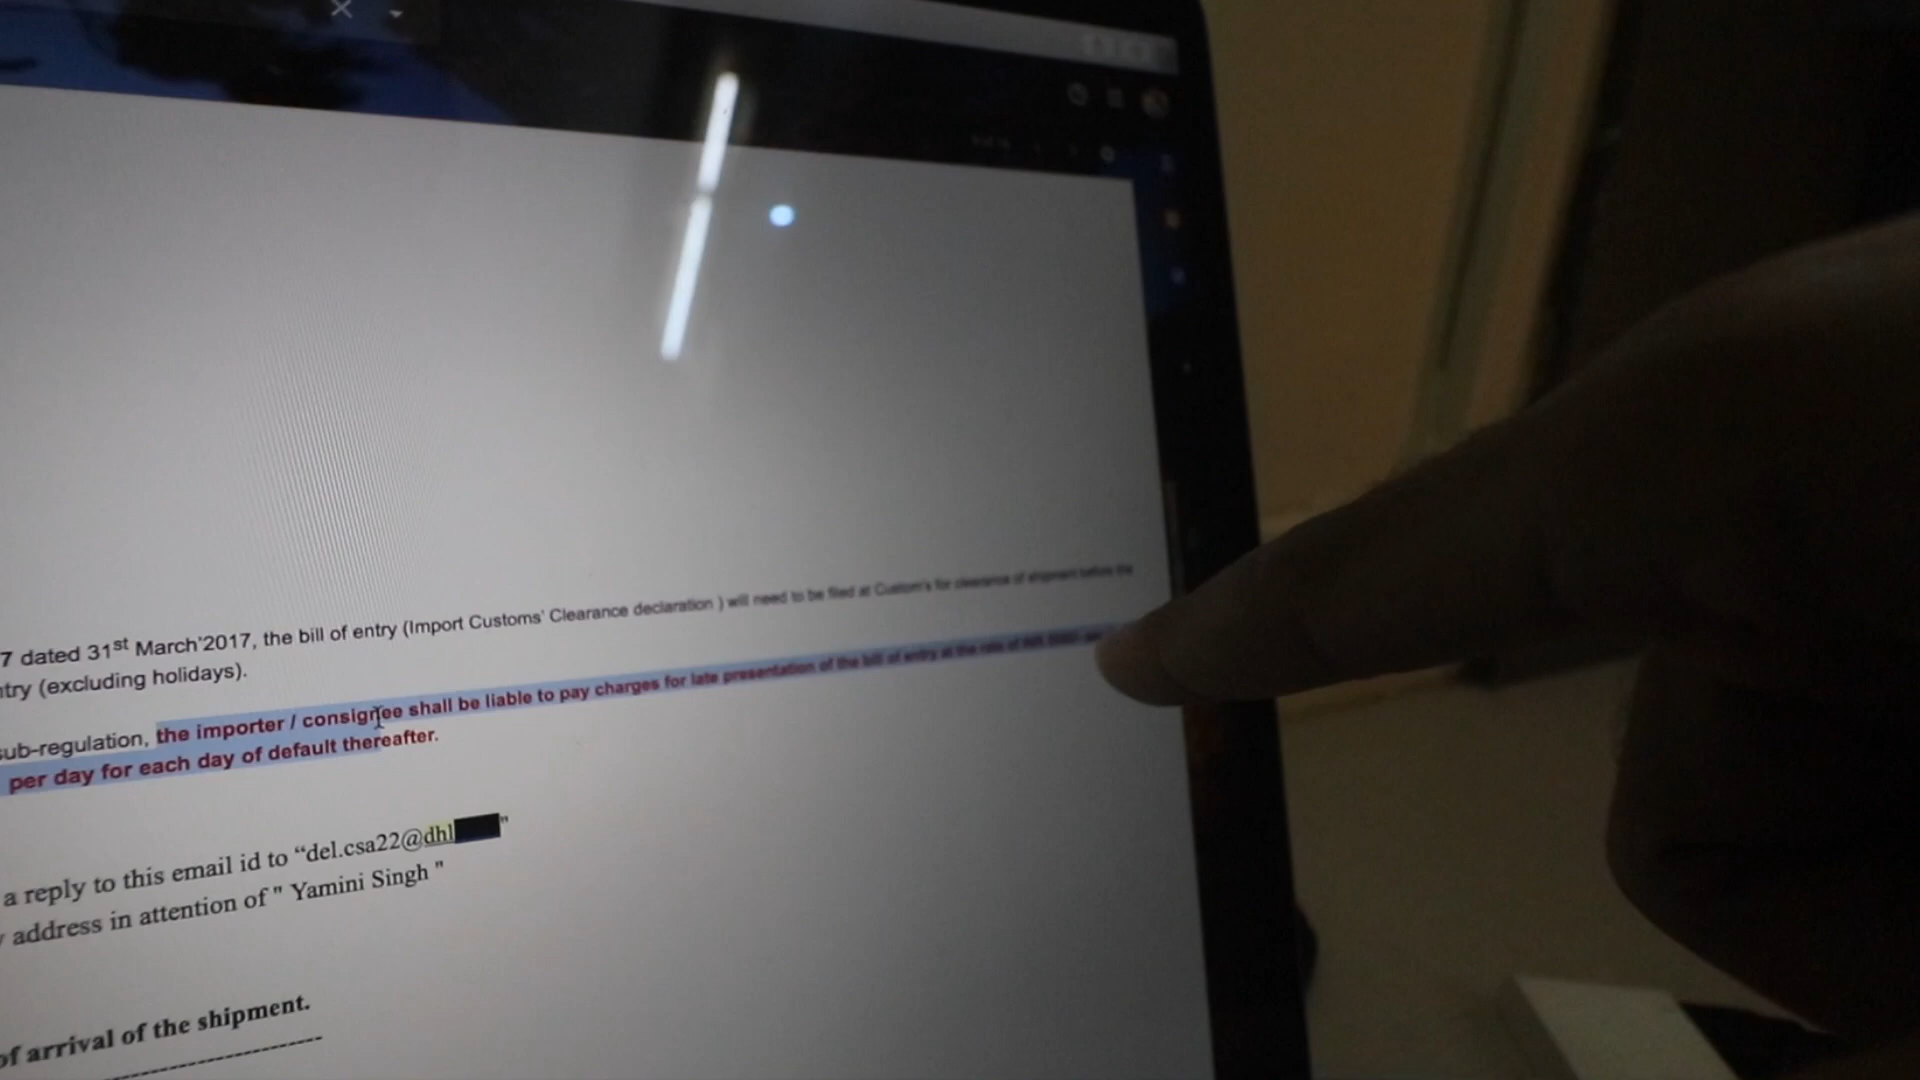 7 dated 31st March'2017, the bill of entry (Import Customs' Clearance declaration ) will need to be filed at Custom's for clearance of shipment before the
ntry (excluding holidays).
sub-regulation, the importer / consignee shall be liable to pay charges for late presentation of the bill of entry at the rate of INR
per day for each day of default thereafter.
a reply to this email id to “del.csa22@dhl"
address in attention of " Yamini Singh "
of arrival of the shipment.